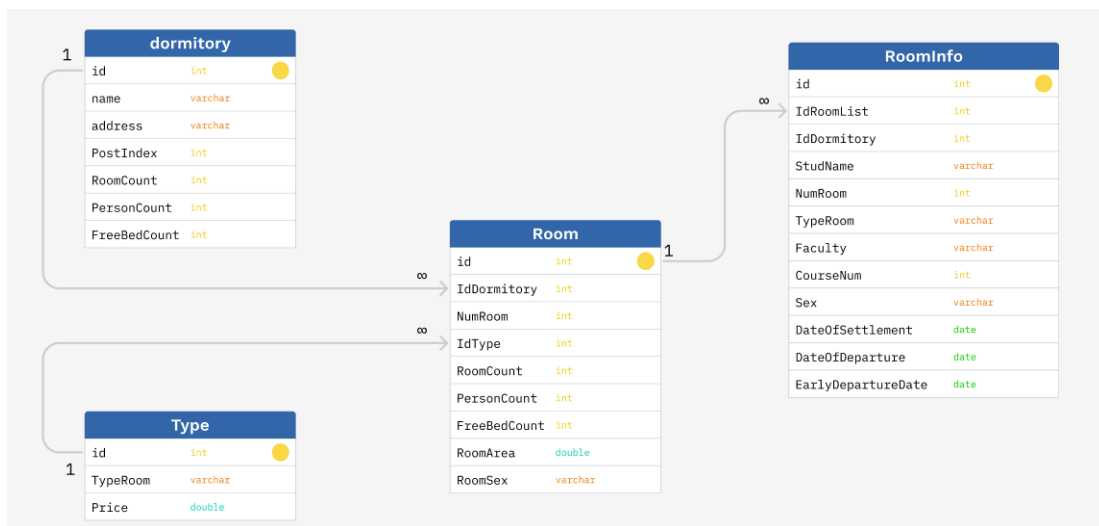 dormitory
1
id int
name varchar
address varchar
PostIndex int
RoomCount int
PersonCount int
FreeBedCount int
RoomInfo
id int
∞
IdRoomList int
IdDormitory int
StudName varchar
NumRoom int
TypeRoom varchar
Faculty varchar
CourseNum int
Sex varchar
DateOfSettlement date
DateOfDeparture date
EarlyDepartureDate date
Room
1
id int
∞
IdDormitory int
NumRoom int
∞
IdType int
RoomCount int
PersonCount int
FreeBedCount int
RoomArea double
RoomSex varchar
Type
id int
1
TypeRoom varchar
Price double